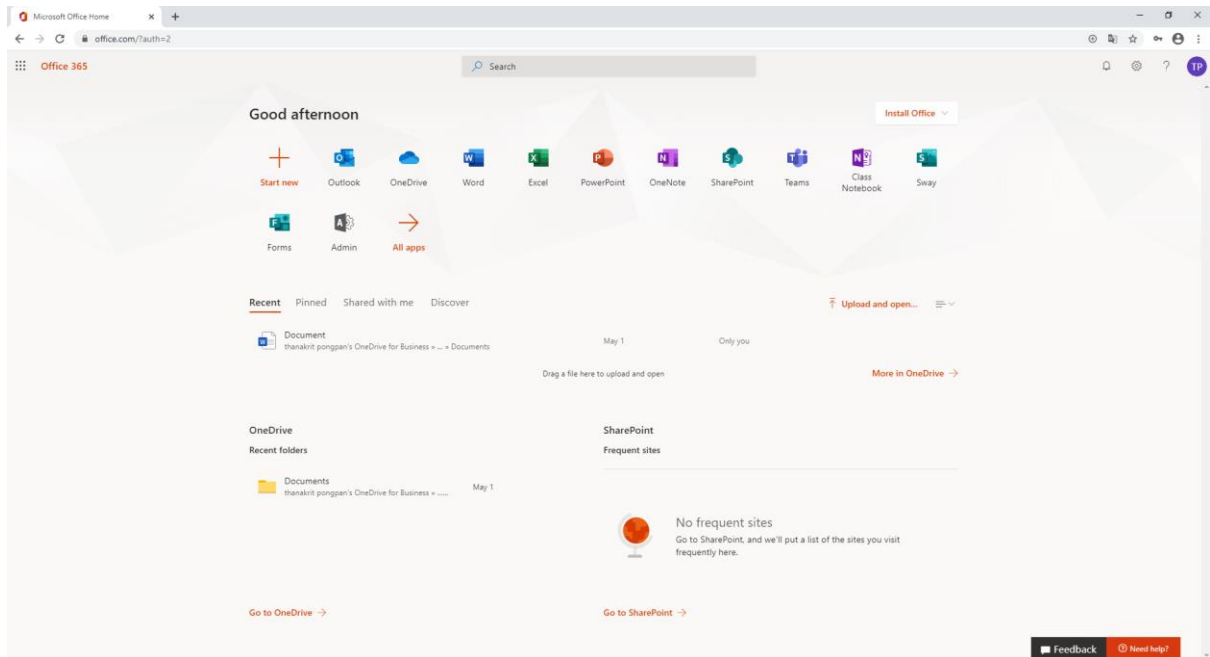 Microsoft Office Home
office.com/?auth=2
Office 365
Search
TP
Good afternoon
Install Office
Start new
Outlook
OneDrive
Word
Excel
PowerPoint
OneNote
SharePoint
Teams
Class
Notebook
Sway
Forms
Admin
All apps
Recent Pinned Shared with me Discover
Upload and open...
Document
thanakrit pongpan's OneDrive for Business » ... » Documents
May 1
Only you
Drag a file here to upload and open
More in OneDrive →
OneDrive
Recent folders
Documents
thanakrit pongpan's OneDrive for Business » ......
May 1
Go to OneDrive →
SharePoint
Frequent sites
No frequent sites
Go to SharePoint, and we'll put a list of the sites you visit
frequently here.
Go to SharePoint →
Feedback
Need help?